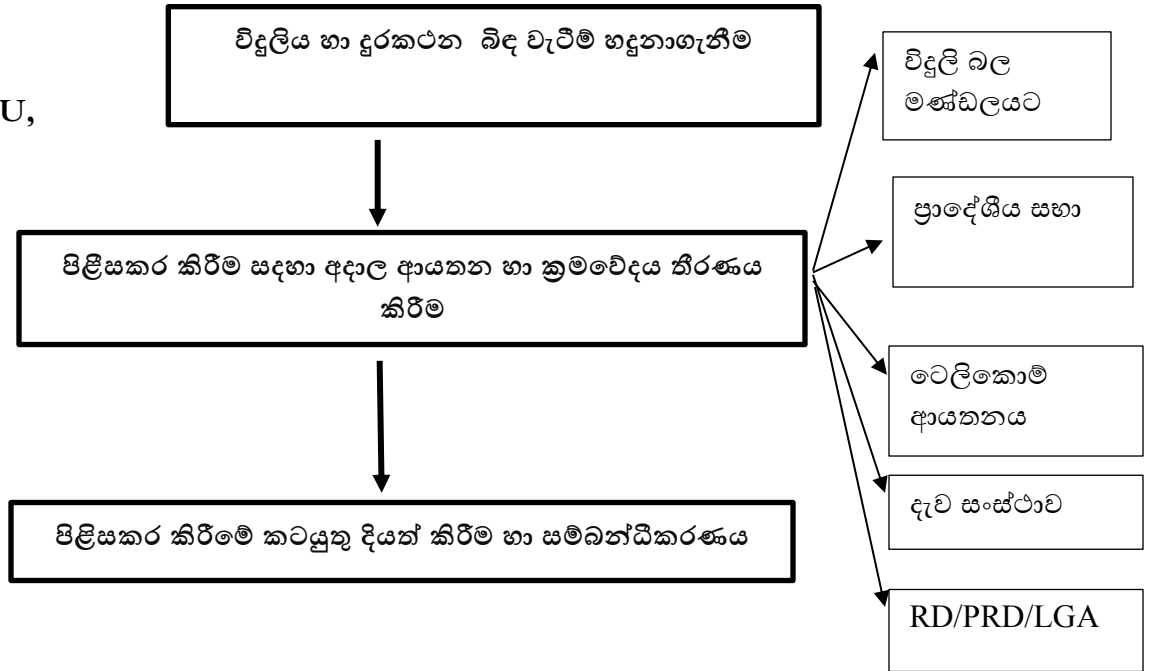 විදුලිය හා දුරකථන බිඳ වැටීම් හඳුනාගැනීම
U,
පිළිසකර කිරීම සදහා අදාල ආයතන හා ක්‍රමවේදය තීරණය
කිරීම
පිළිසකර කිරීමේ කටයුතු දියත් කිරීම හා සම්බන්ධීකරණය
විදුලි බල
මණ්ඩලයට
ප්‍රාදේශීය සභා
ටෙලිකොම්
ආයතනය
දැව සංස්ථාව
RD/PRD/LGA